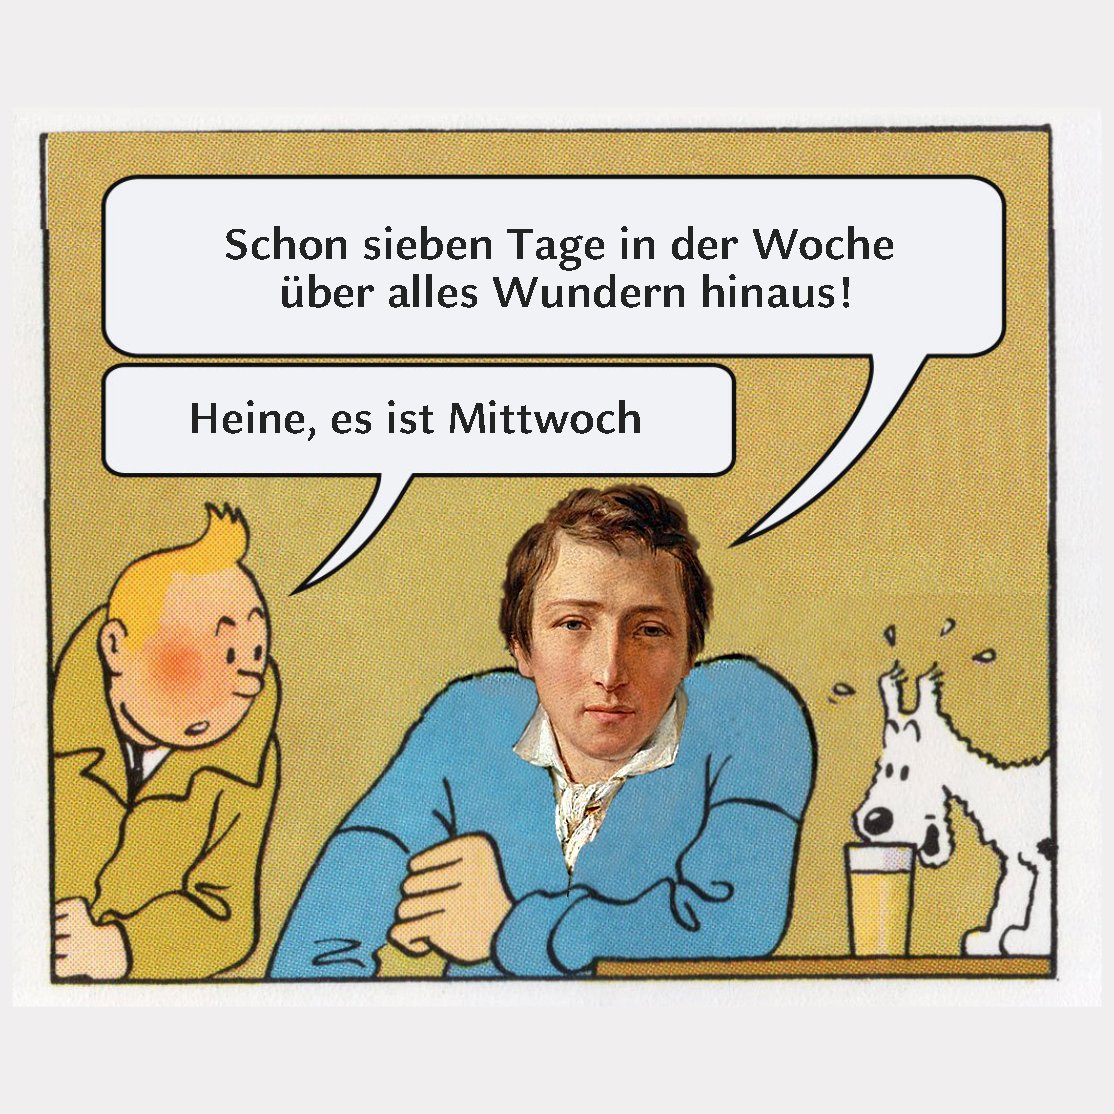 Schon sieben Tage in der Woche
über alles Wundern hinaus!
Heine, es ist Mittwoch